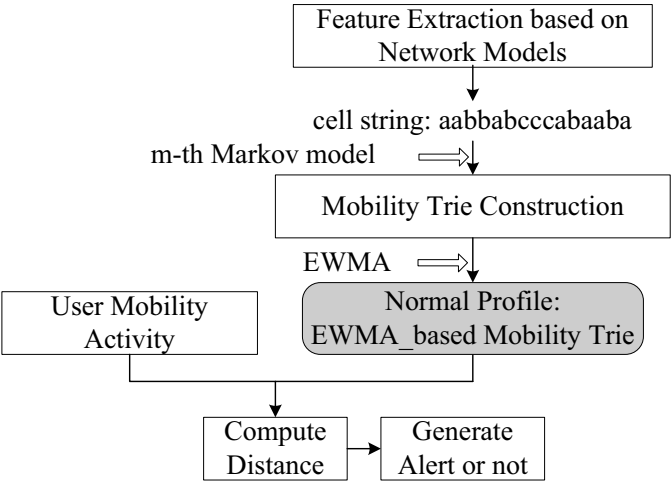 Feature Extraction based on
Network Models
cell string: aabbabcccabaaba
m-th Markov model
Mobility Trie Construction
EWMA
Normal Profile:
EWMA_based Mobility Trie
User Mobility
Activity
Compute
Distance
Generate
Alert or not